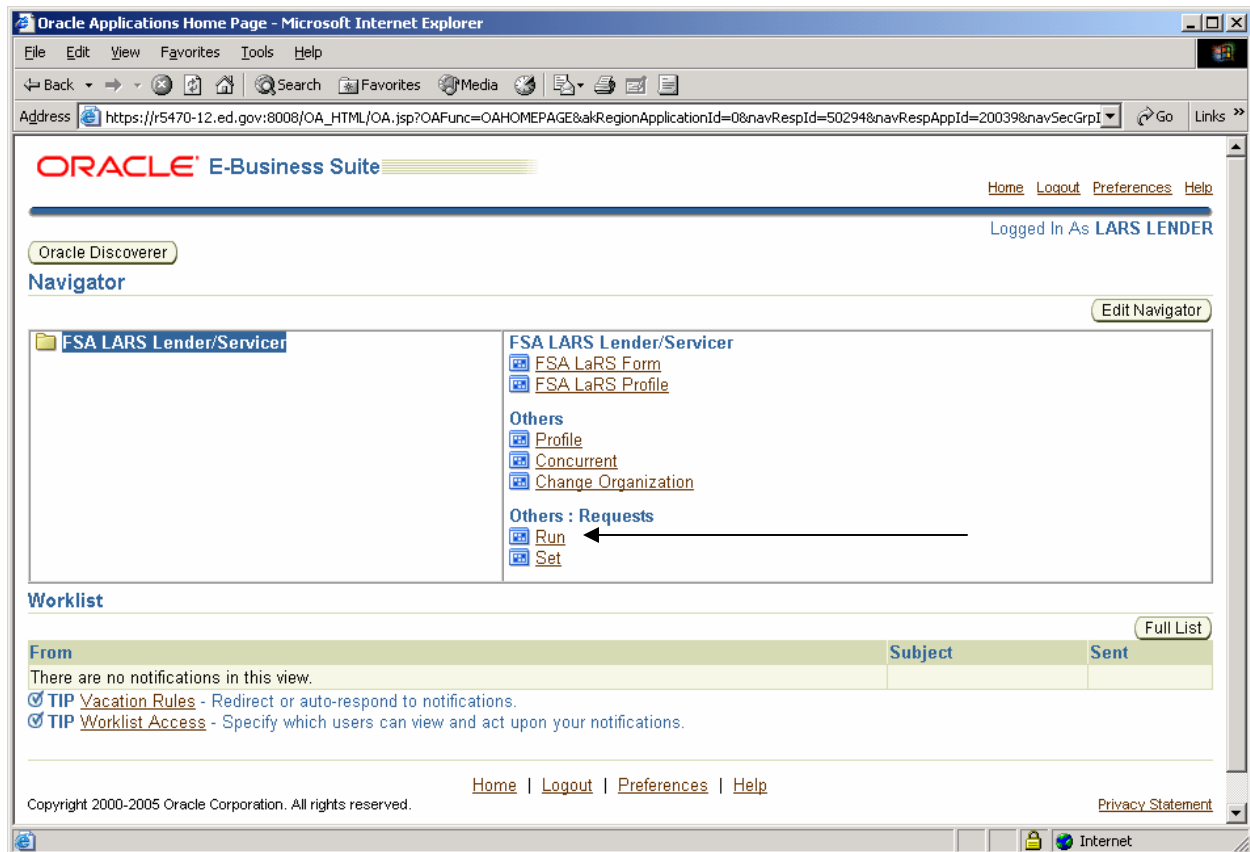 Oracle Applications Home Page - Microsoft Internet Explorer
File Edit View Favorites Tools Help
Back Search Favorites Media
Address https://r5470-12.ed.gov:8008/OA_HTML/OA.jsp?OAFunc=OAHOMEPAGE&akRegionApplicationId=0&navRespId=50294&navRespAppId=20039&navSecGrpI Go Links »
ORACLE E-Business Suite
Home Logout Preferences Help
Logged In As LARS LENDER
Oracle Discoverer
Navigator
Edit Navigator
FSA LARS Lender/Servicer
FSA LARS Lender/Servicer
FSA LaRS Form
FSA LaRS Profile
Others
Profile
Concurrent
Change Organization
Others : Requests
Run
Set
Worklist
Full List
From Subject Sent
There are no notifications in this view.
TIP Vacation Rules - Redirect or auto-respond to notifications.
TIP Worklist Access - Specify which users can view and act upon your notifications.
Home | Logout | Preferences | Help
Copyright 2000-2005 Oracle Corporation. All rights reserved.
Privacy Statement
Internet